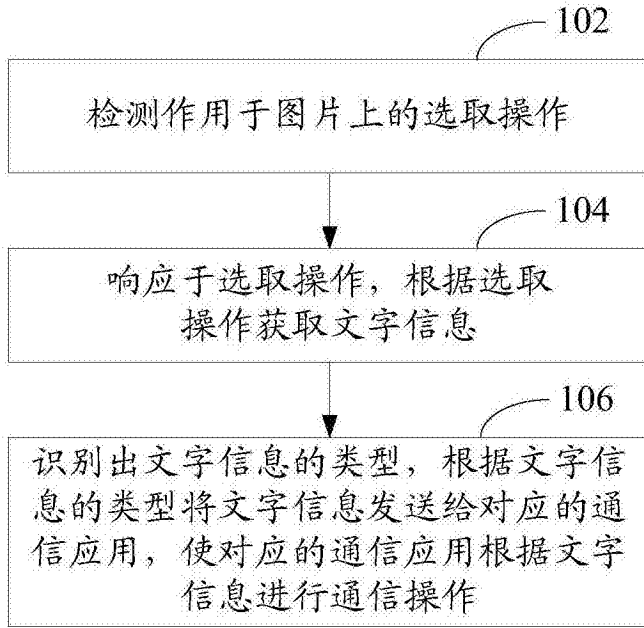 102
检测作用于图片上的选取操作
104
响应于选取操作，根据选取
操作获取文字信息
106
识别出文字信息的类型，根据文字信
息的类型将文字信息发送给对应的通
信应用，使对应的通信应用根据文字
信息进行通信操作